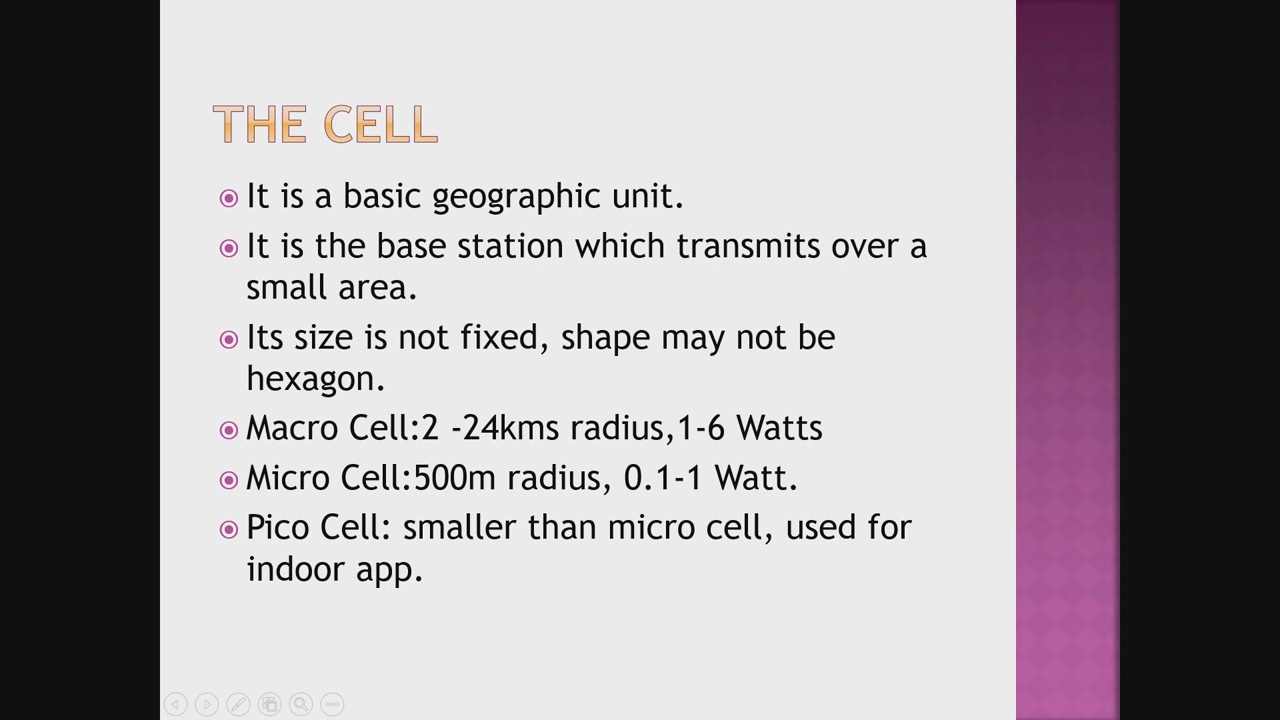 THE CELL
It is a basic geographic unit.
It is the base station which transmits over a
small area.
Its size is not fixed, shape may not be
hexagon.
Macro Cell:2 -24kms radius,1-6 Watts
Micro Cell:500m radius, 0.1-1 Watt.
Pico Cell: smaller than micro cell, used for
indoor app.